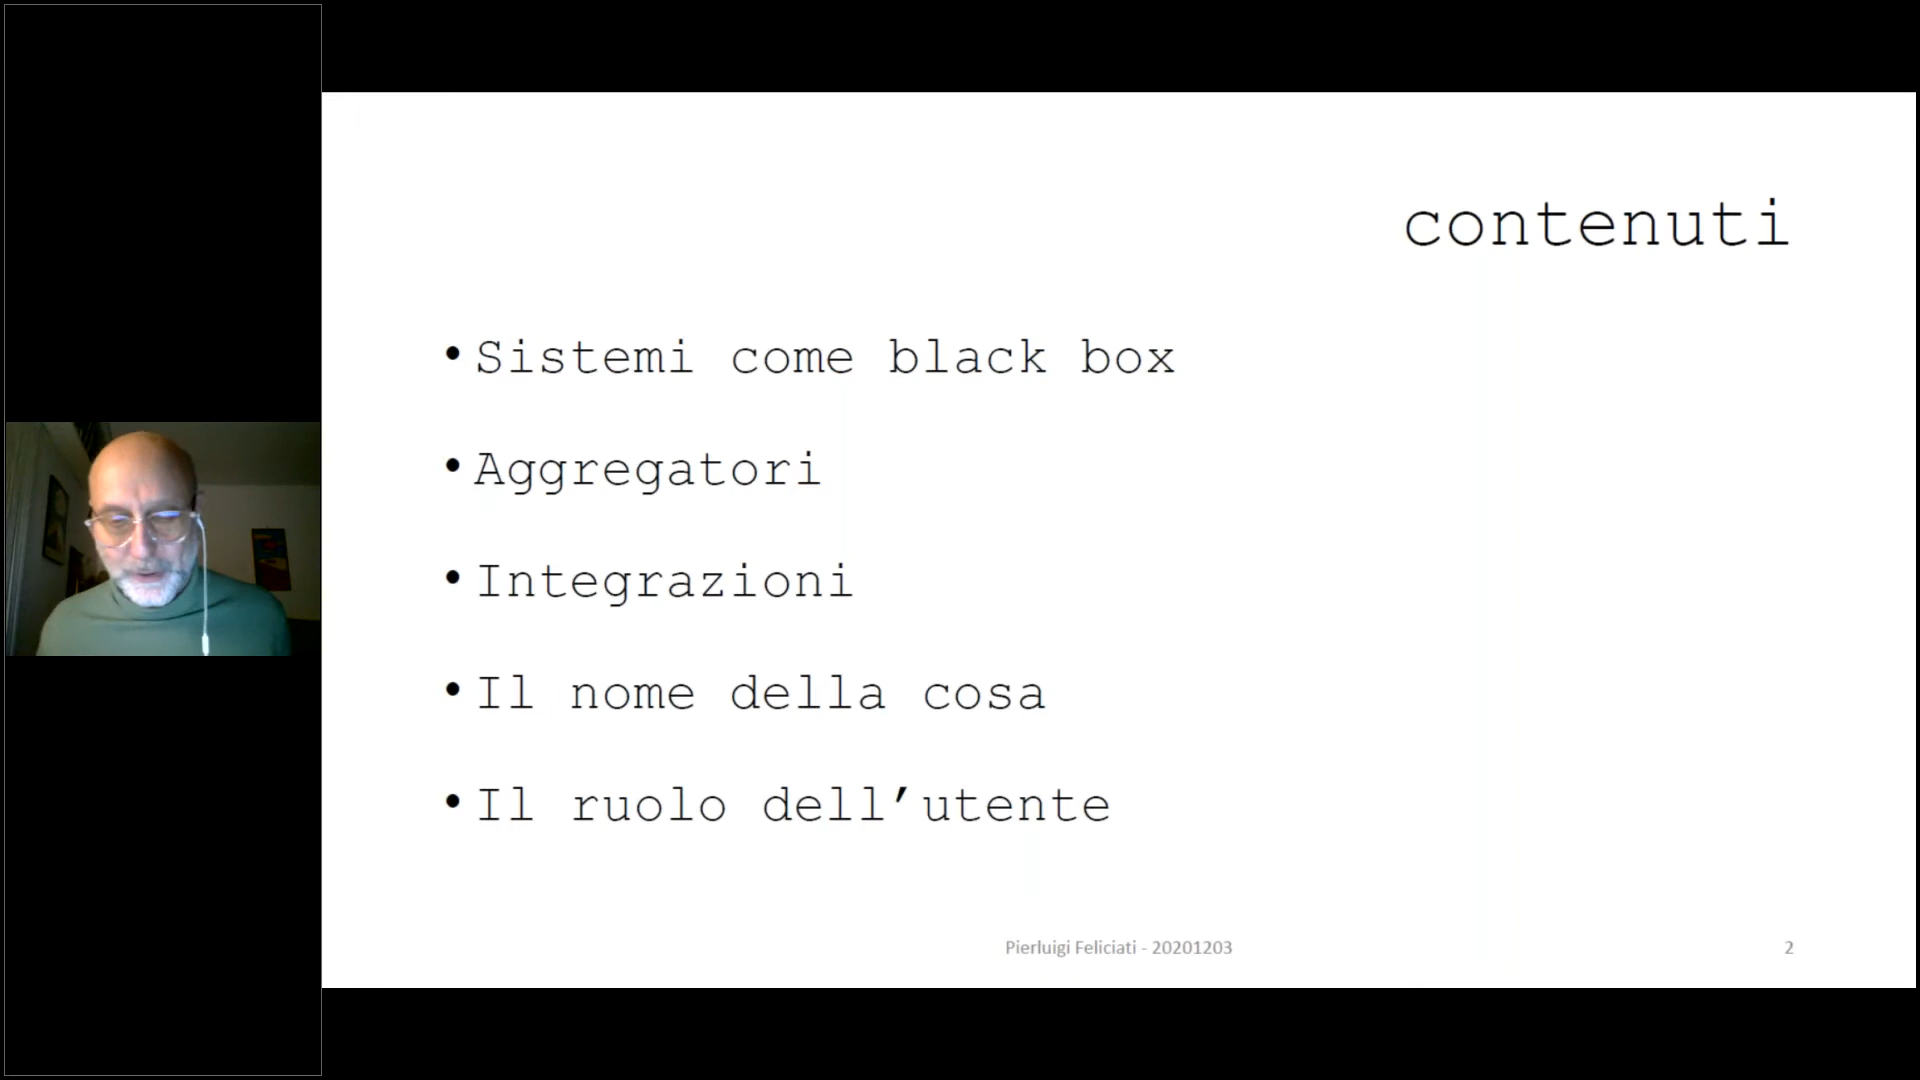 contenuti
• Sistemi come black box
• Aggregatori
• Integrazioni
• Il nome della cosa
• Il ruolo dell’utente
Pierluigi Feliciati - 20201203
2